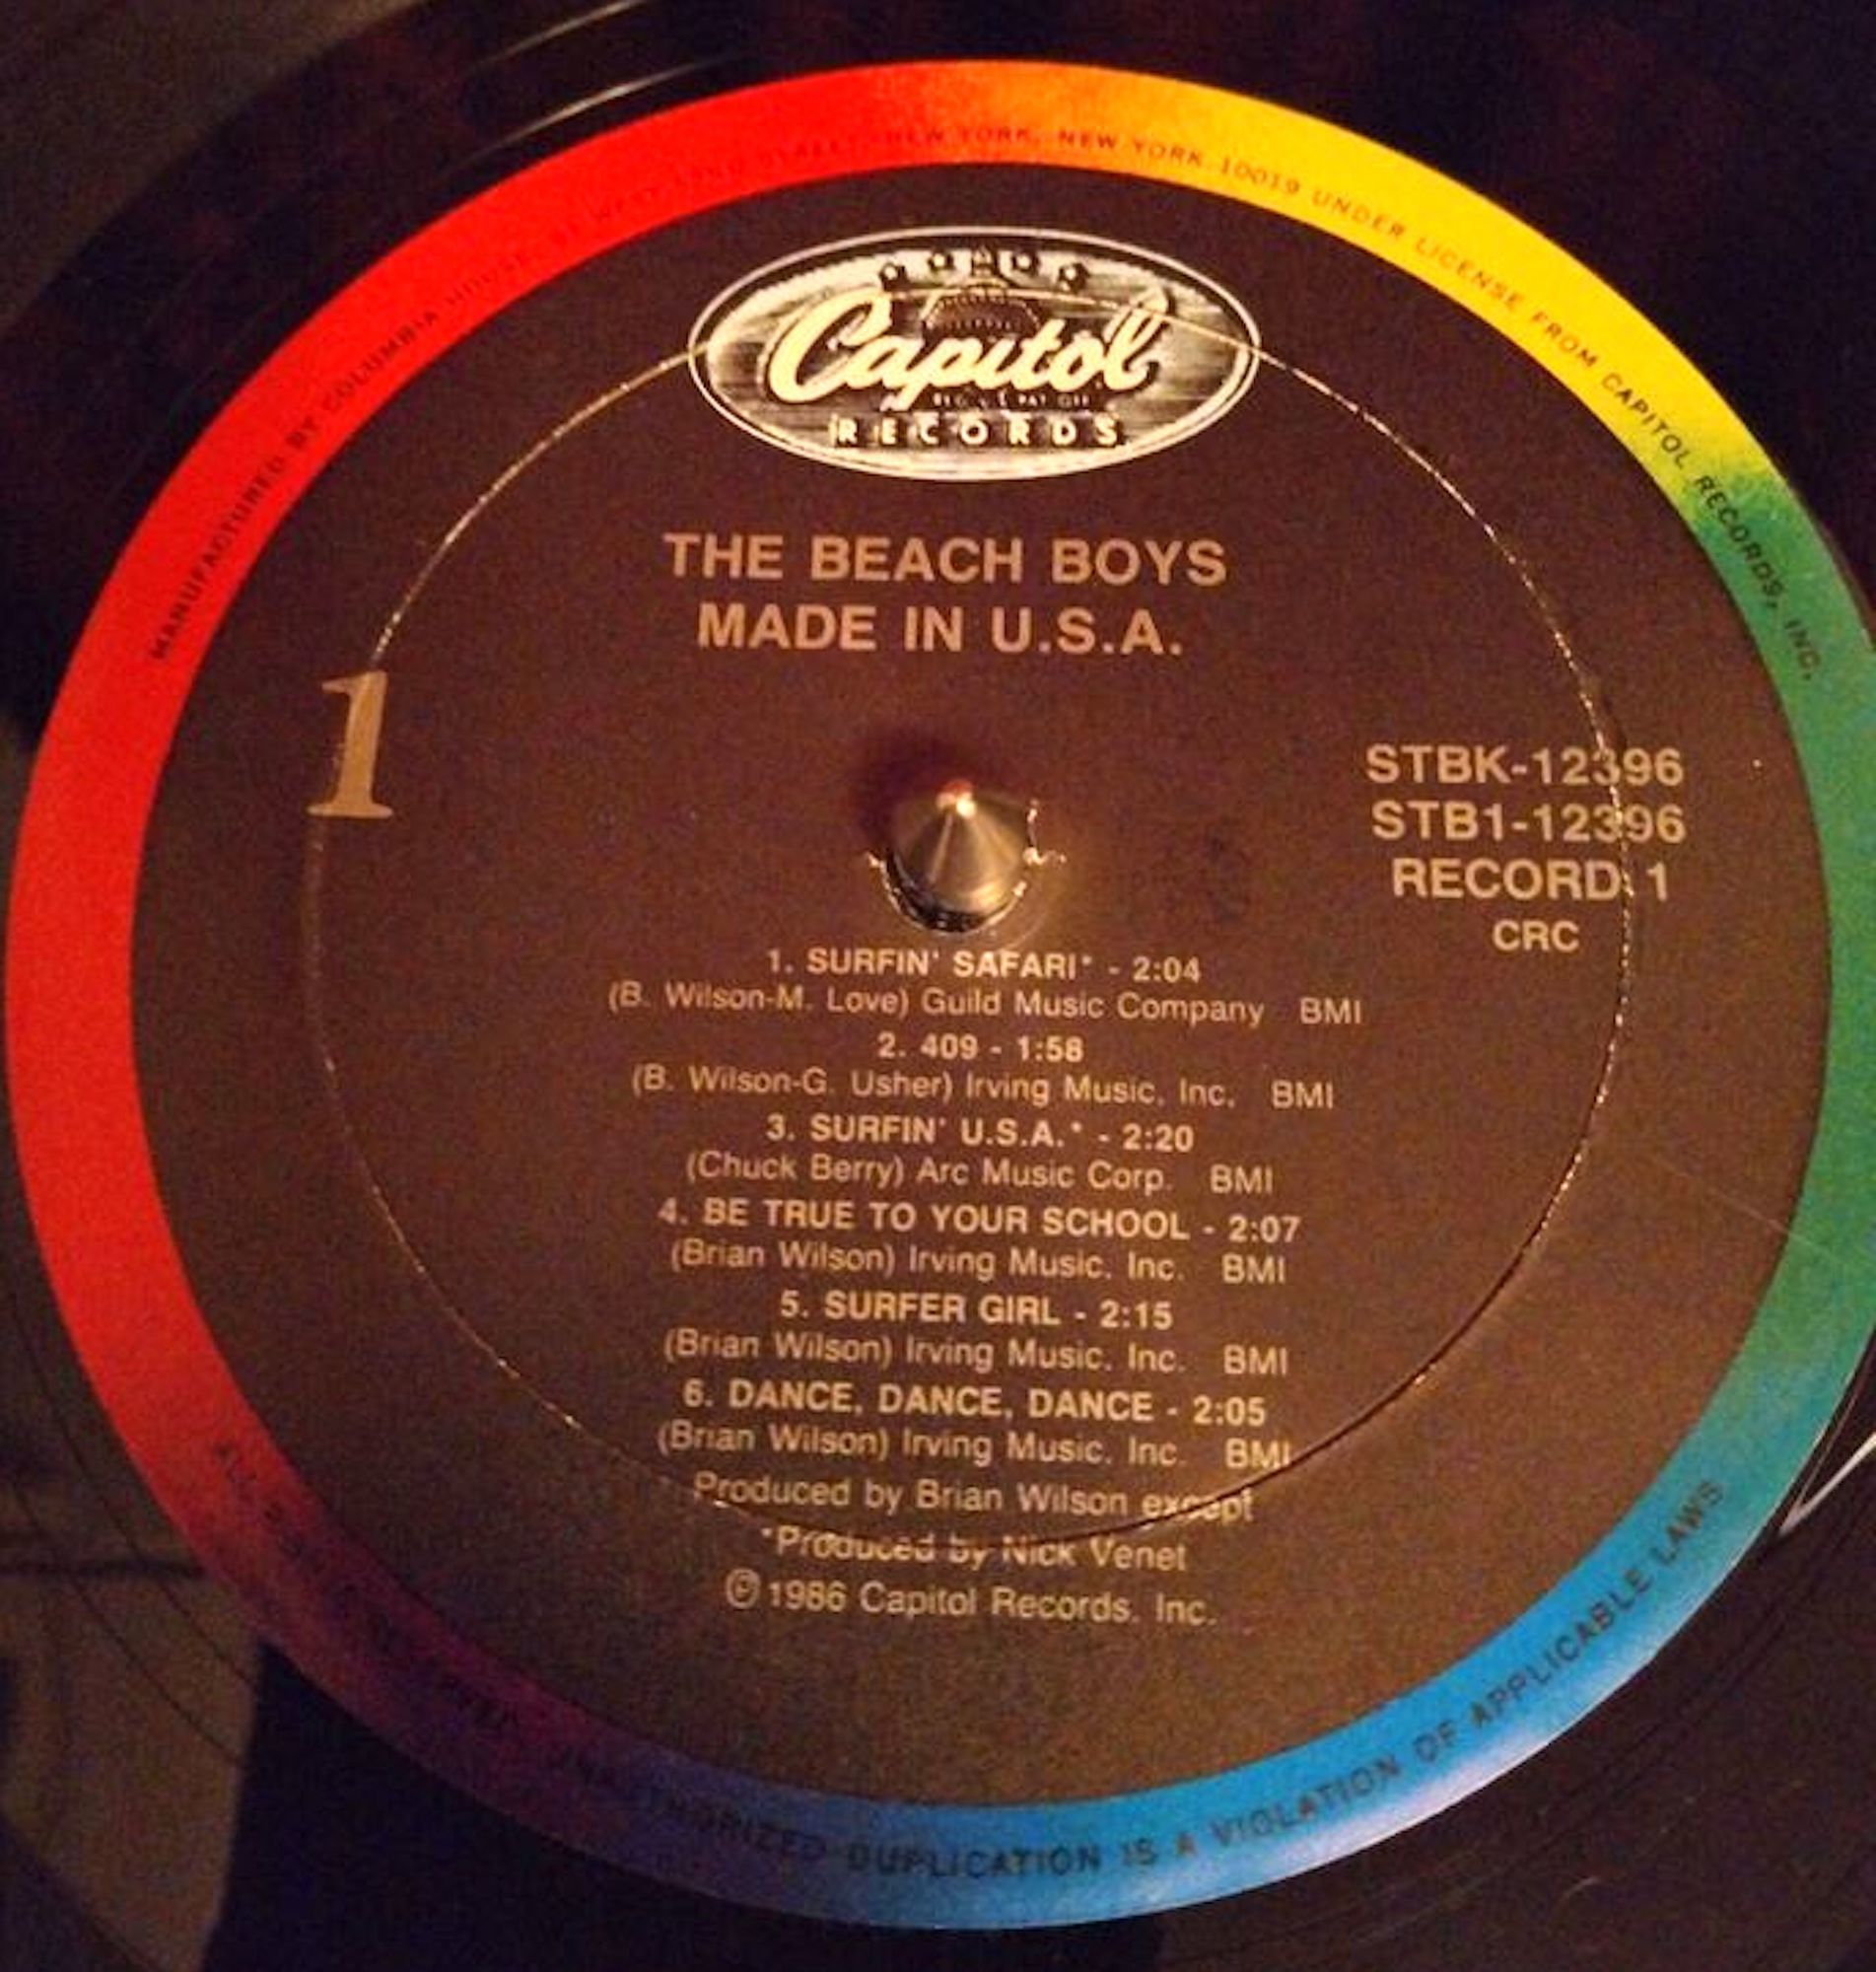 MANUFACTURED BY COLUMBIA HOUSE, NEW YORK, NEW YORK 10019 UNDER LICENSE FROM CAPITOL RECORDS, INC.
Capitol
RECORDS
THE BEACH BOYS
MADE IN U.S.A.
1
STBK-12396
STB1-12396
RECORD 1
CRC
1. SURFIN' SAFARI* - 2:04
(B. Wilson-M. Love) Guild Music Company BMI
2. 409 - 1:58
(B. Wilson-G. Usher) Irving Music, Inc. BMI
3. SURFIN' U.S.A.* - 2:20
(Chuck Berry) Arc Music Corp. BMI
4. BE TRUE TO YOUR SCHOOL - 2:07
(Brian Wilson) Irving Music, Inc. BMI
5. SURFER GIRL - 2:15
(Brian Wilson) Irving Music, Inc. BMI
6. DANCE, DANCE, DANCE - 2:05
(Brian Wilson) Irving Music, Inc. BMI
Produced by Brian Wilson except
*Produced by Nick Venet
℗ 1986 Capitol Records, Inc.
UNAUTHORIZED DUPLICATION IS A VIOLATION OF APPLICABLE LAWS